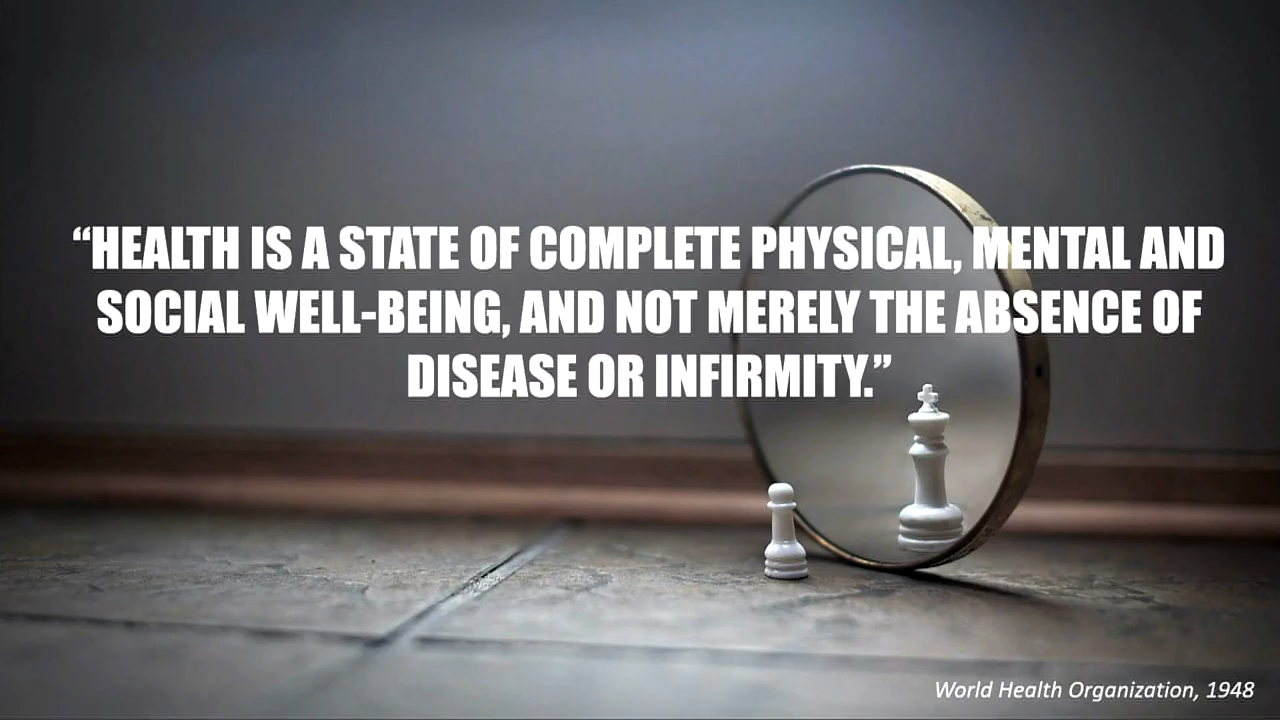 “HEALTH IS A STATE OF COMPLETE PHYSICAL, MENTAL AND
SOCIAL WELL-BEING, AND NOT MERELY THE ABSENCE OF
DISEASE OR INFIRMITY.”
World Health Organization, 1948